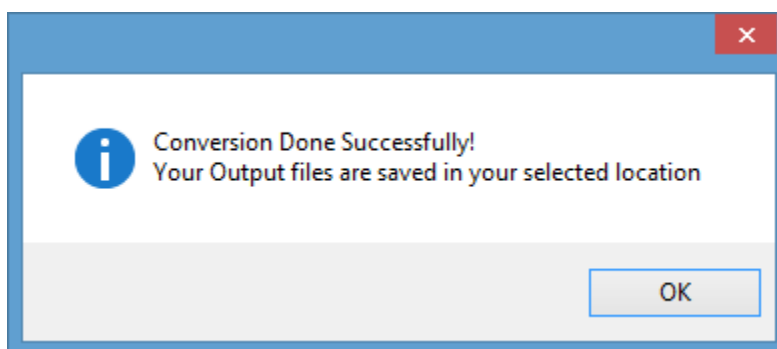 Conversion Done Successfully!
Your Output files are saved in your selected location
OK